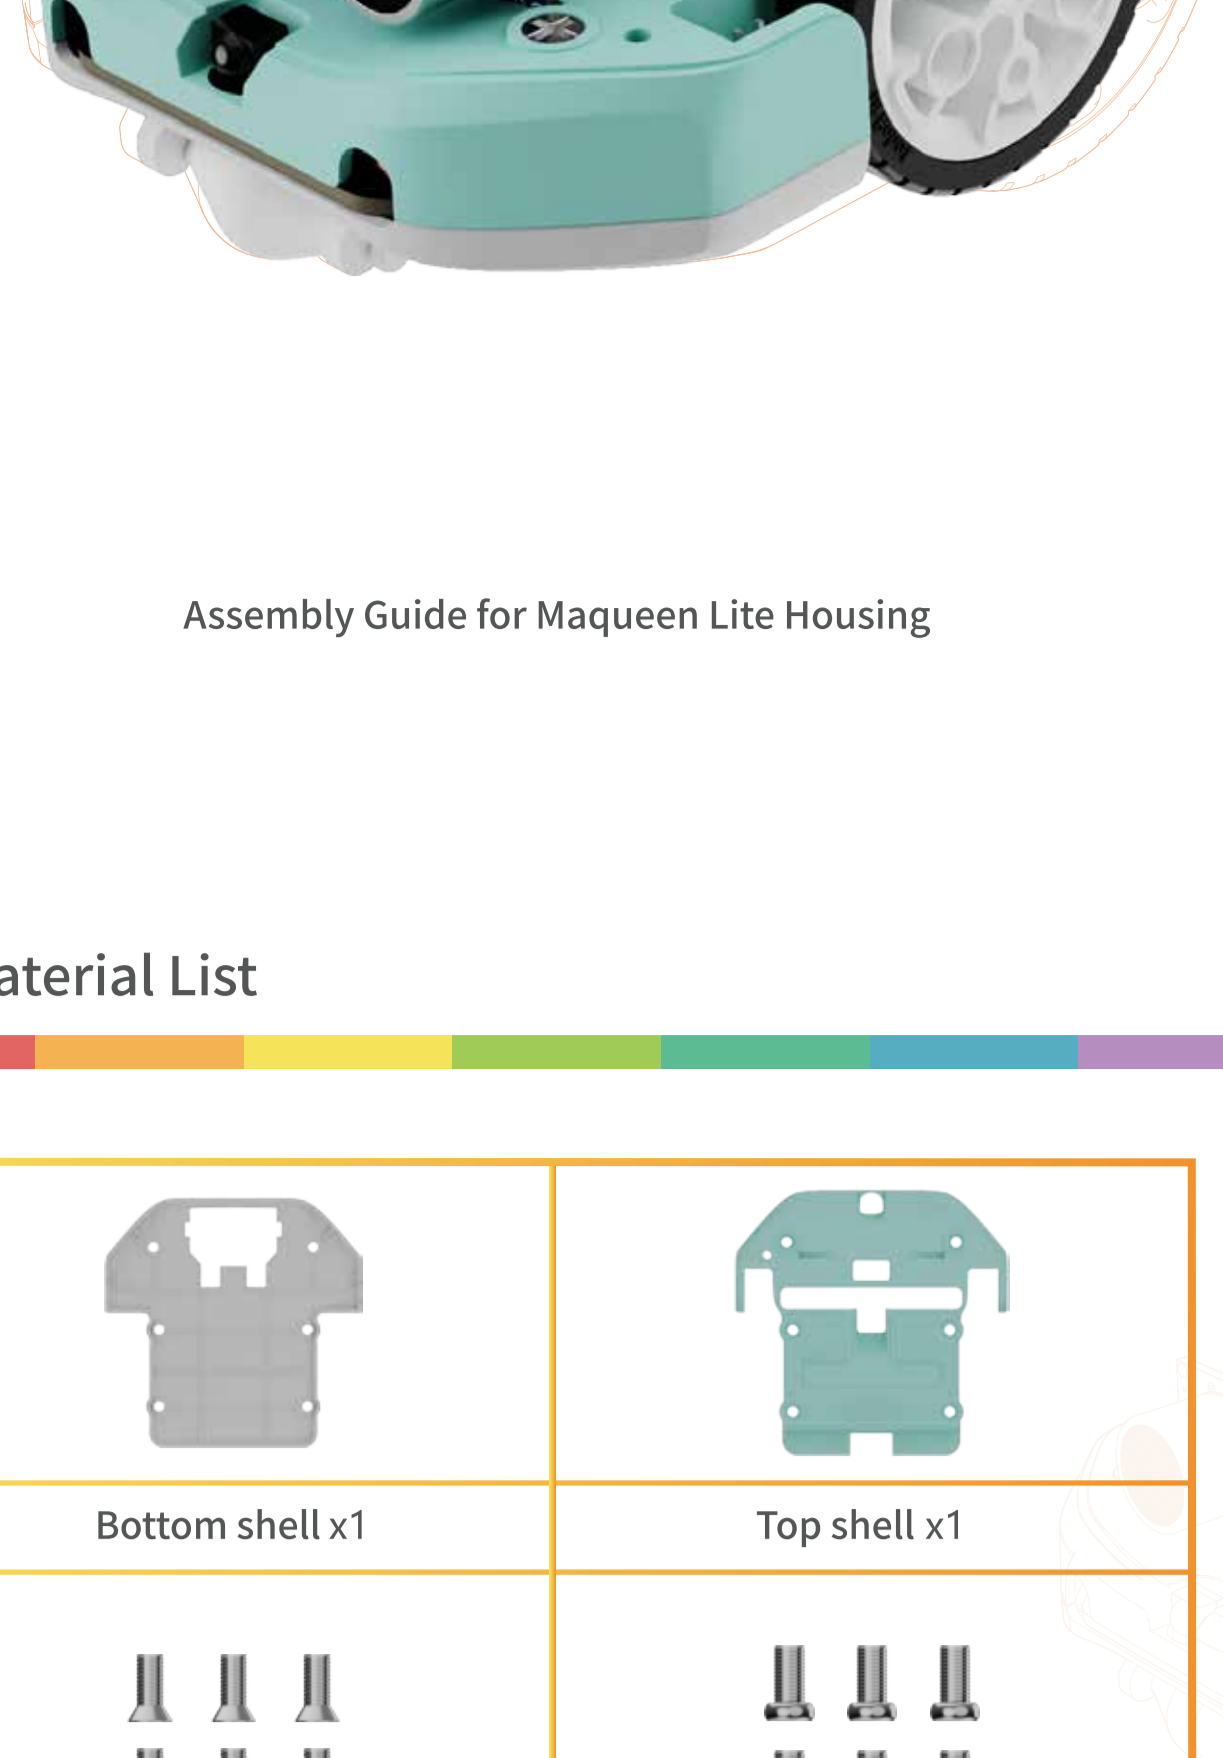 Assembly Guide for Maqueen Lite Housing
aterial List
Bottom shell x1
Top shell x1